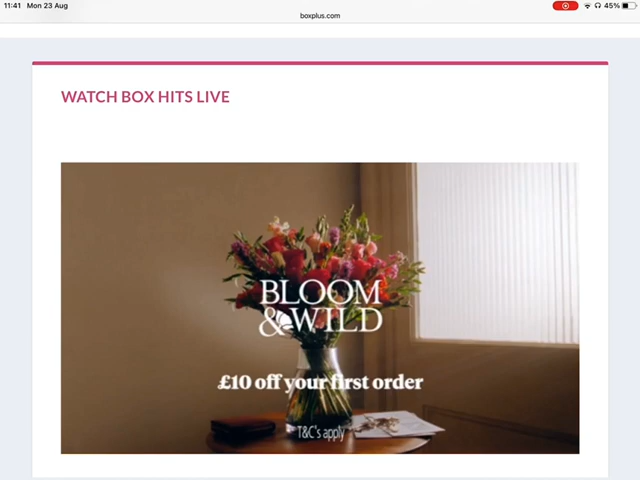 11:41 Mon 23 Aug
45%
boxplus.com
WATCH BOX HITS LIVE
BLOOM
&WILD
£10 off your first order
T&C's apply